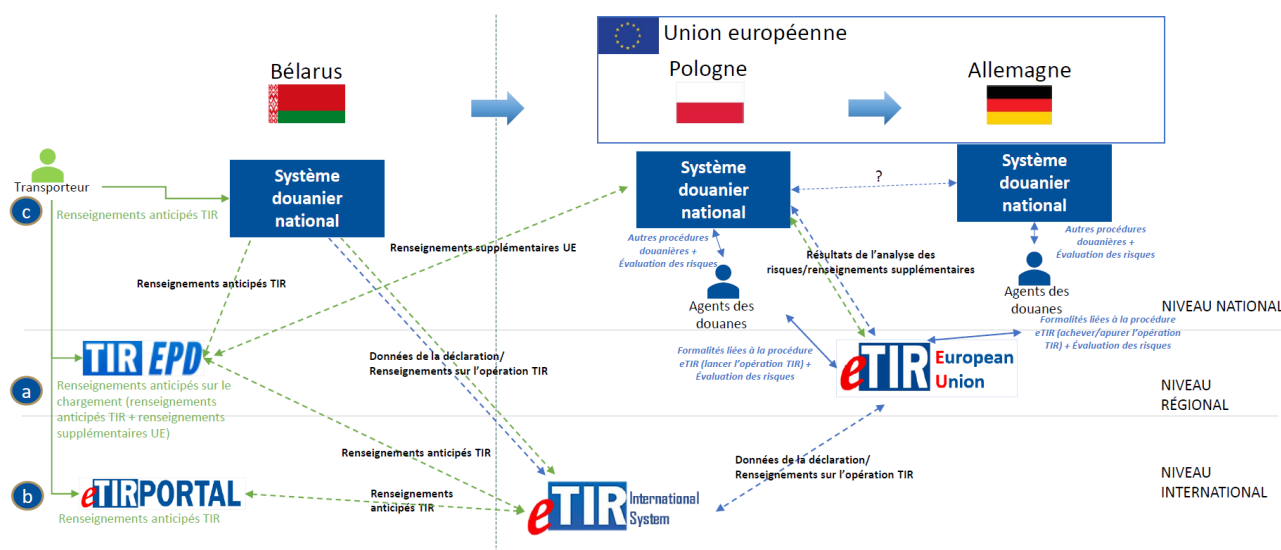 Union européenne
Bélarus
Pologne
Allemagne
Transporteur
Système
douanier
national
Système
douanier
national
Système
douanier
national
?
c
Renseignements anticipés TIR
Renseignements supplémentaires UE
Autres procédures
douanières +
Évaluation des risques
Résultats de l'analyse des
risques/renseignements supplémentaires
Autres procédures
douanières +
Évaluation des risques
Renseignements anticipés TIR
Agents des
douanes
Agents des
douanes
NIVEAU NATIONAL
TIR EPD
Données de la déclaration/
Renseignements sur l'opération TIR
Formalités liées à la procédure
eTIR (lancer l'opération TIR) +
Évaluation des risques
eTIR European
Union
Formalités liées à la procédure
eTIR (achever/apurer l'opération
TIR) + Évaluation des risques
a
Renseignements anticipés sur le
chargement (renseignements
anticipés TIR + renseignements
supplémentaires UE)
NIVEAU
RÉGIONAL
Renseignements anticipés TIR
Données de la déclaration/
Renseignements sur l'opération TIR
b
eTIRPORTAL
Renseignements anticipés TIR
Renseignements
anticipés TIR
eTIR International
System
NIVEAU
INTERNATIONAL